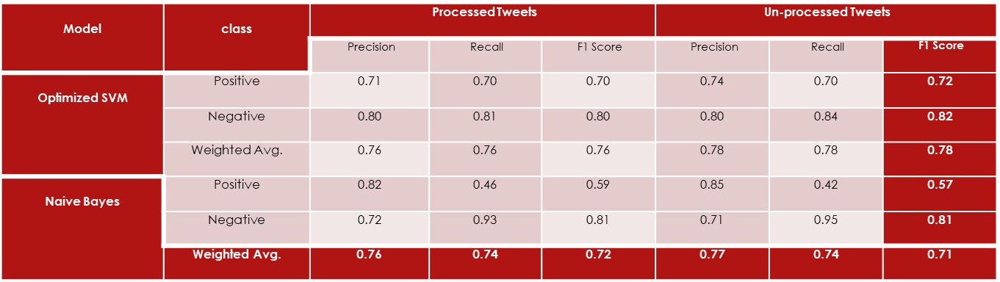 Model class Processed Tweets Un-processed Tweets
Precision Recall F1 Score Precision Recall F1 Score
Optimized SVM Positive 0.71 0.70 0.70 0.74 0.70 0.72
Negative 0.80 0.81 0.80 0.80 0.84 0.82
Weighted Avg. 0.76 0.76 0.76 0.78 0.78 0.78
Naive Bayes Positive 0.82 0.46 0.59 0.85 0.42 0.57
Negative 0.72 0.93 0.81 0.71 0.95 0.81
Weighted Avg. 0.76 0.74 0.72 0.77 0.74 0.71